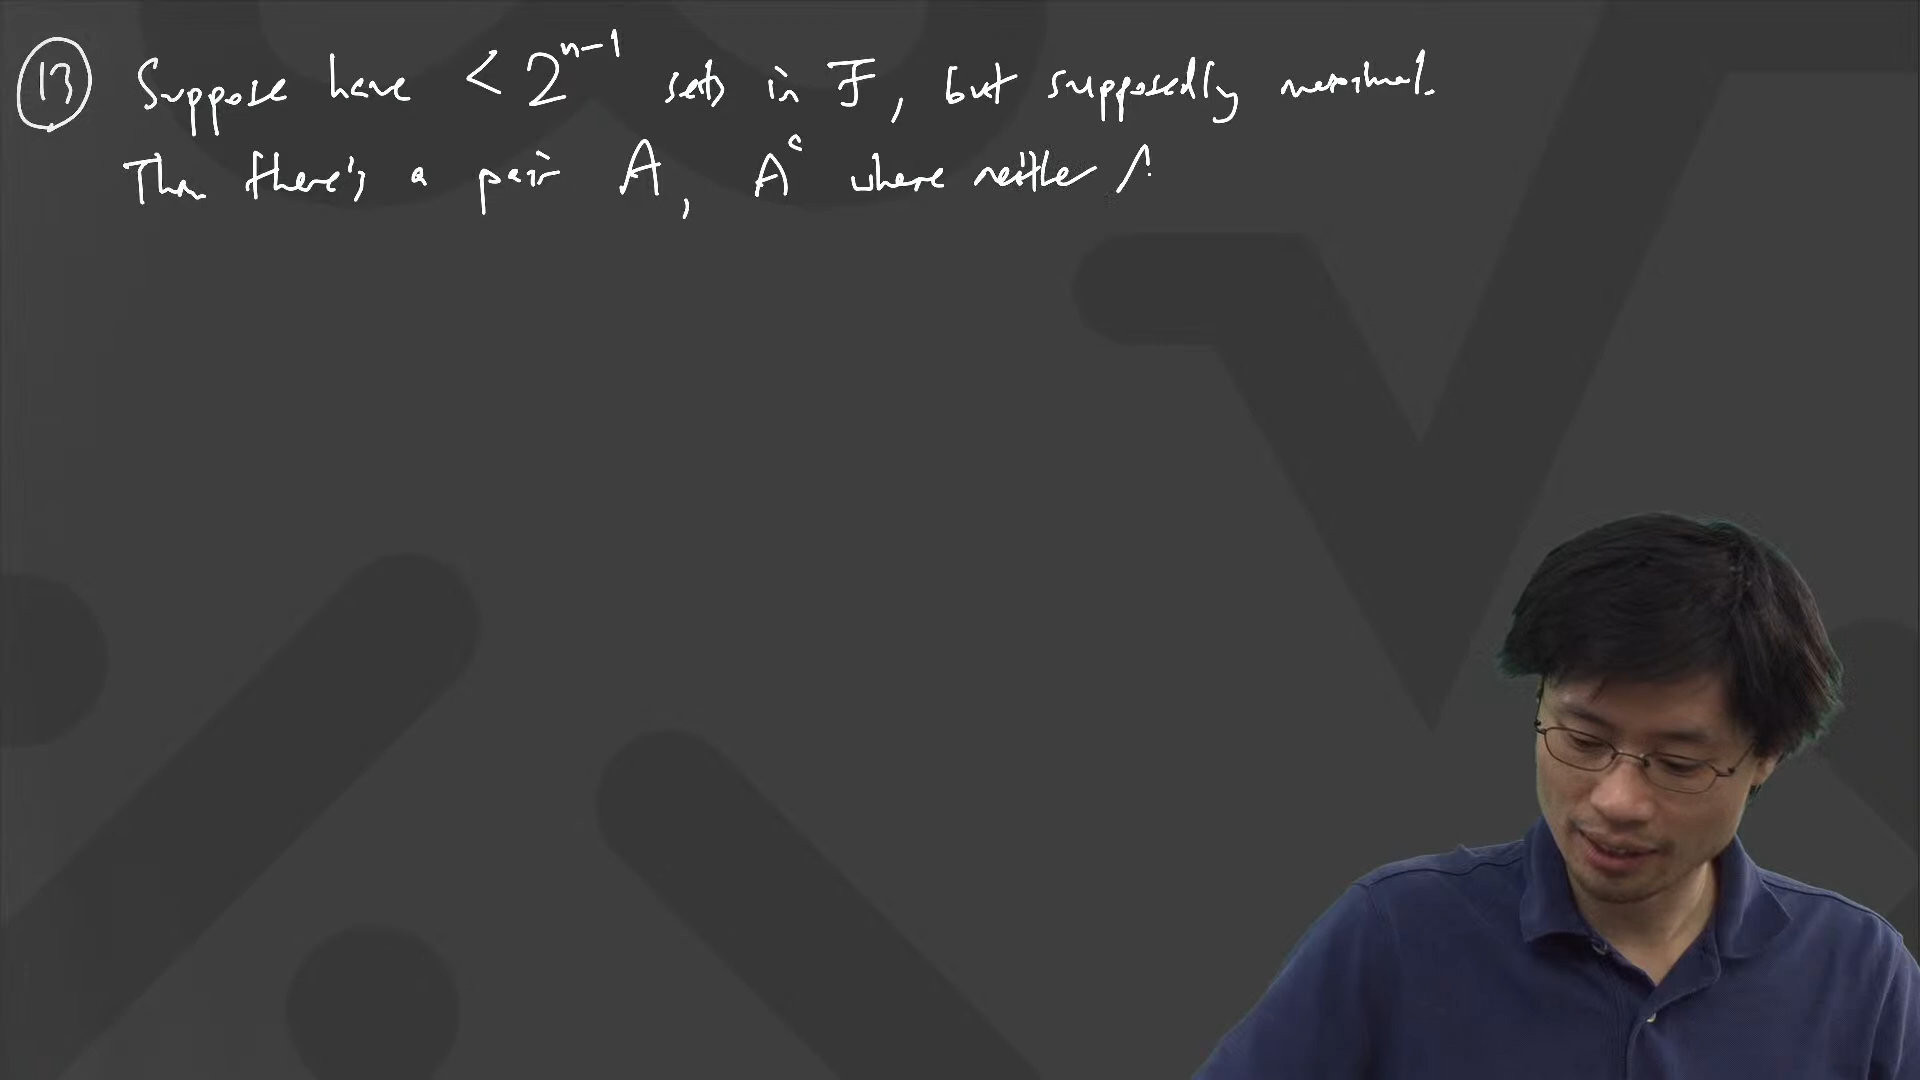 13 Suppose have < 2^{n-1} sets in F, but supposedly maximal.
Then there's a pair A, A^c where neither A